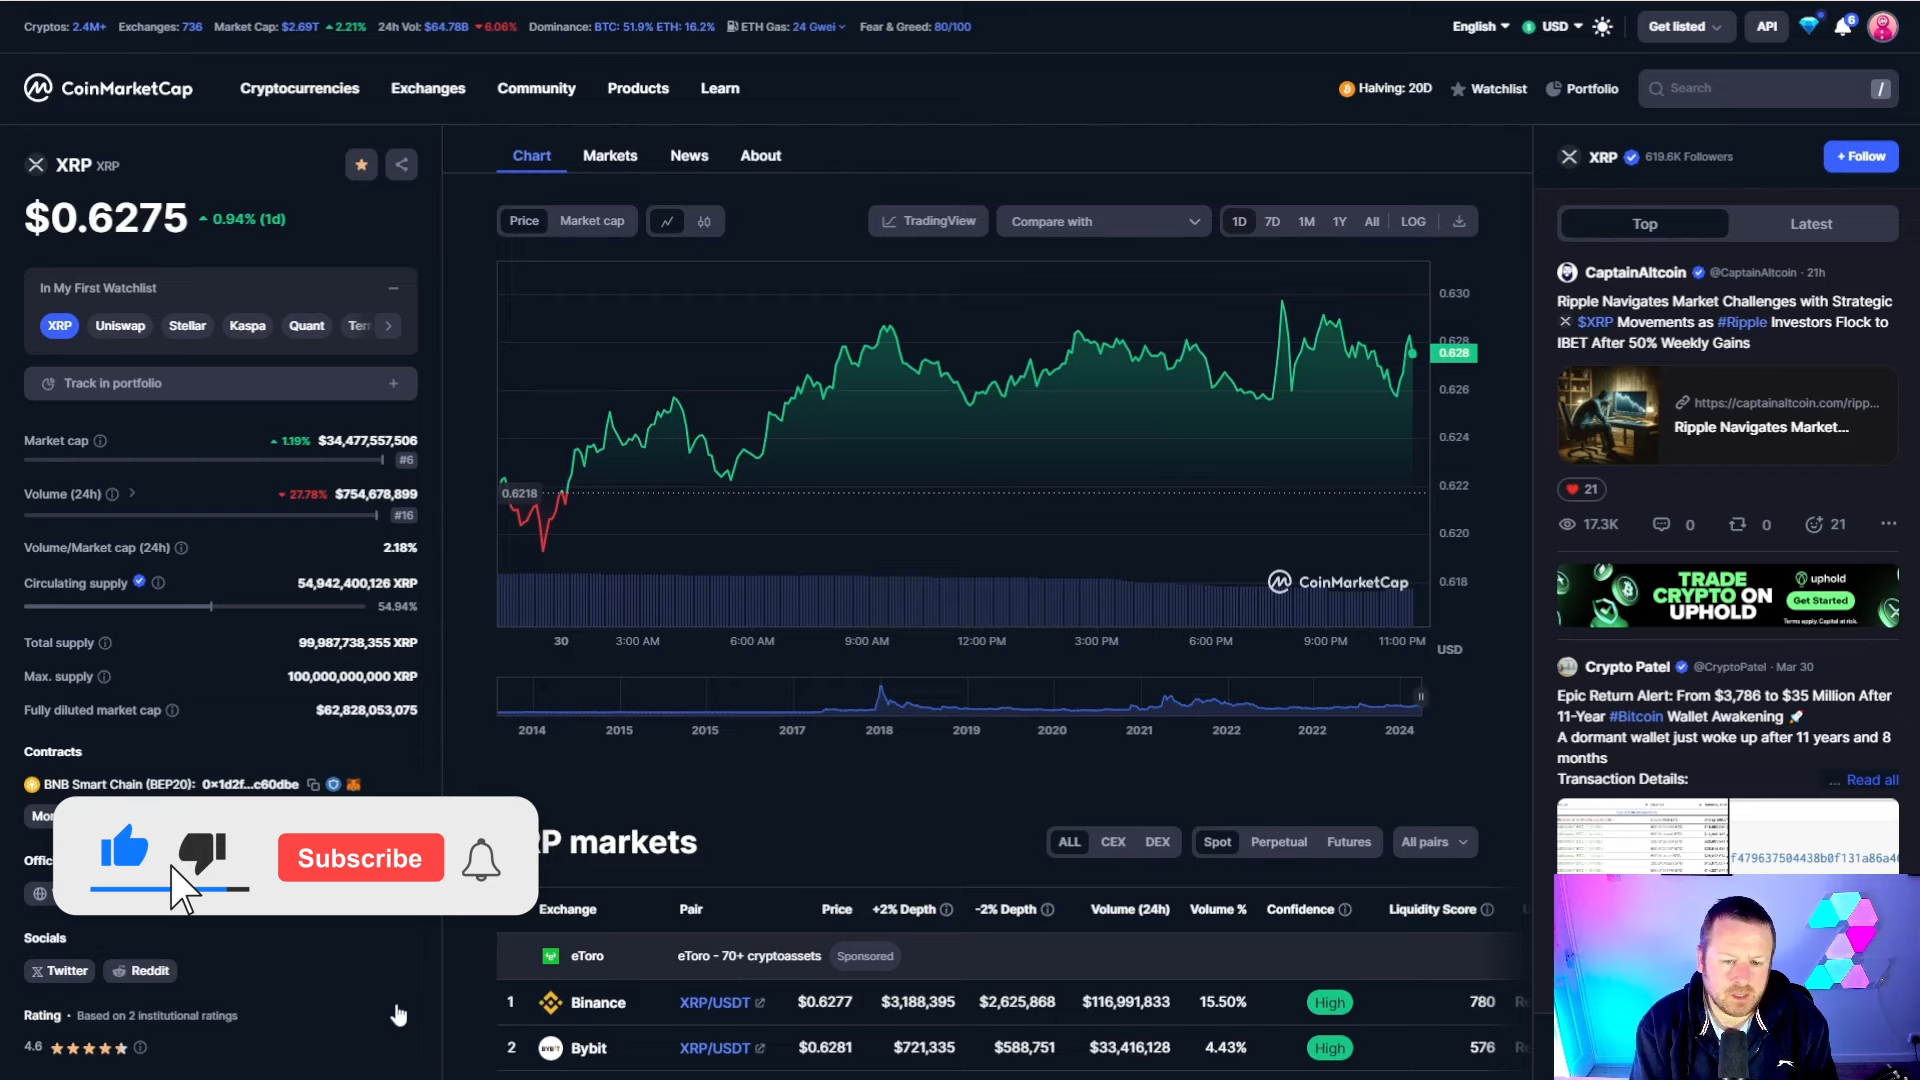 Cryptos: 2.4M+ Exchanges: 736 Market Cap: $2.69T 2.21% 24h Vol: $64.78B 6.06% Dominance: BTC: 51.9% ETH: 16.2% ETH Gas: 24 Gwei Fear & Greed: 80/100
English USD Get listed API 6
CoinMarketCap Cryptocurrencies Exchanges Community Products Learn
Halving: 20D Watchlist Portfolio Search /
XRP XRP
$0.6275 0.94% (1d)
In My First Watchlist
XRP Uniswap Stellar Kaspa Quant
Track in portfolio +
Market cap 1.19% $34,477,557,506
#6
Volume (24h) 27.78% $754,678,899
#16
Volume/Market cap (24h) 2.18%
Circulating supply 54,942,400,126 XRP
54.94%
Total supply 99,987,738,355 XRP
Max. supply 100,000,000,000 XRP
Fully diluted market cap $62,828,053,075
Contracts
BNB Smart Chain (BEP20): 0x1d2f...c60dbe
Subscribe
Socials
Twitter Reddit
Rating • Based on 2 institutional ratings
4.6
Chart Markets News About
Price Market cap TradingView Compare with 1D 7D 1M 1Y All LOG
0.630
0.628
0.628
0.626
0.624
0.622
0.620
0.618
0.6218
CoinMarketCap
30 3:00 AM 6:00 AM 9:00 AM 12:00 PM 3:00 PM 6:00 PM 9:00 PM 11:00 PM
USD
2014 2015 2015 2017 2018 2019 2020 2021 2022 2022 2024
RP markets
ALL CEX DEX Spot Perpetual Futures All pairs
Exchange Pair Price +2% Depth -2% Depth Volume (24h) Volume % Confidence Liquidity Score
eToro eToro - 70+ cryptoassets Sponsored
1 Binance XRP/USDT $0.6277 $3,188,395 $2,625,868 $116,991,833 15.50% High 780
2 BYBIT Bybit XRP/USDT $0.6281 $721,335 $588,751 $33,416,128 4.43% High 576
XRP 619.6K Followers + Follow
Top Latest
CaptainAltcoin @CaptainAltcoin · 21h
Ripple Navigates Market Challenges with Strategic
$XRP Movements as #Ripple Investors Flock to
IBET After 50% Weekly Gains
https://captainaltcoin.com/ripp...
Ripple Navigates Market...
21
17.3K 0 0 21 ...
TRADE
CRYPTO ON
UPHOLD
uphold
Get Started
Terms apply. Capital at risk.
Crypto Patel @CryptoPatel · Mar 30
Epic Return Alert: From $3,786 to $35 Million After
11-Year #Bitcoin Wallet Awakening
A dormant wallet just woke up after 11 years and 8
months
Transaction Details: ... Read all